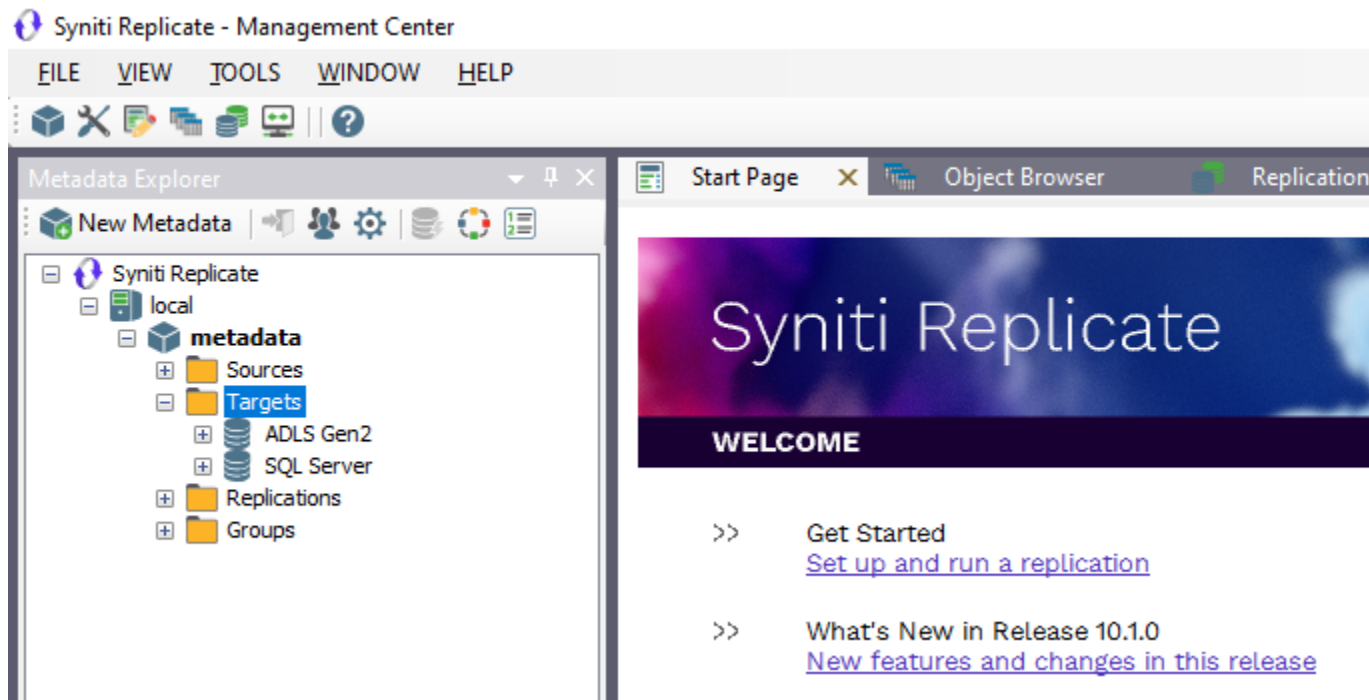 Syniti Replicate - Management Center
FILE VIEW TOOLS WINDOW HELP
Metadata Explorer
New Metadata
Syniti Replicate
local
metadata
Sources
Targets
ADLS Gen2
SQL Server
Replications
Groups
Start Page Object Browser Replication
Syniti Replicate
WELCOME
>> Get Started
Set up and run a replication
>> What's New in Release 10.1.0
New features and changes in this release